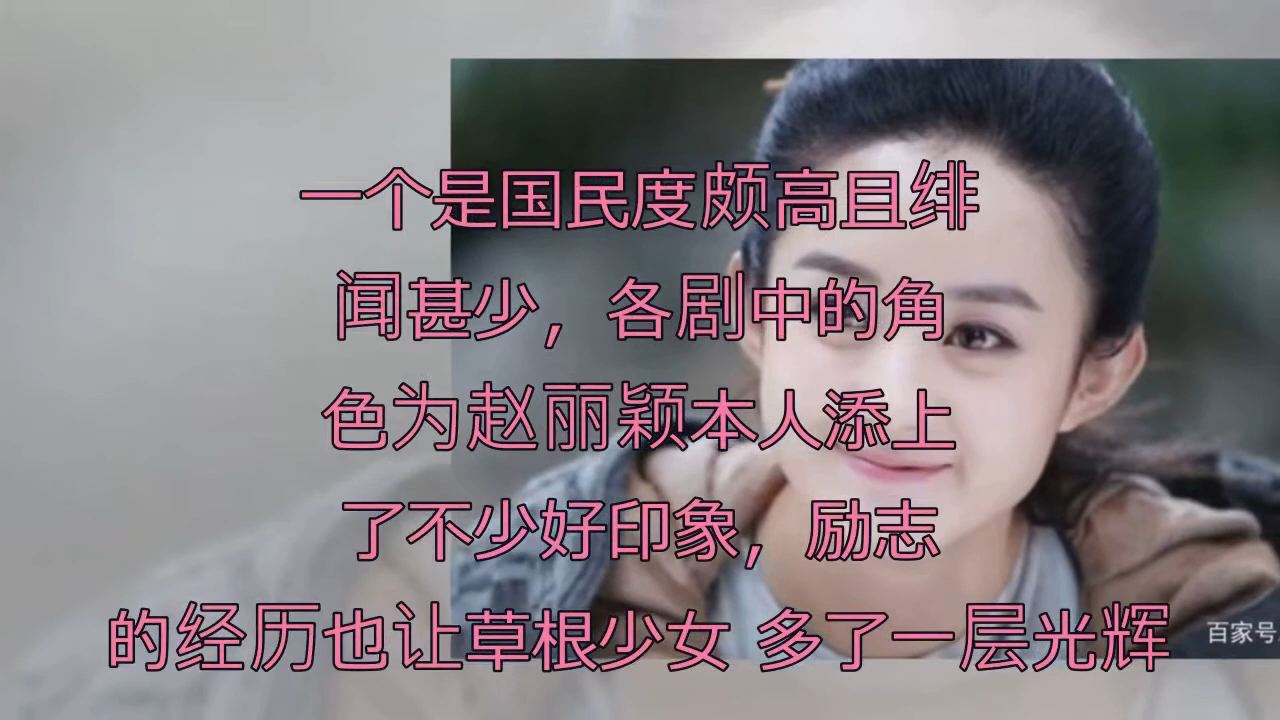 一个是国民度颇高且绯
闻甚少，各剧中的角
色为赵丽颖本人添上
了不少好印象，励志
的经历也让草根少女 多了一层光辉
百家号